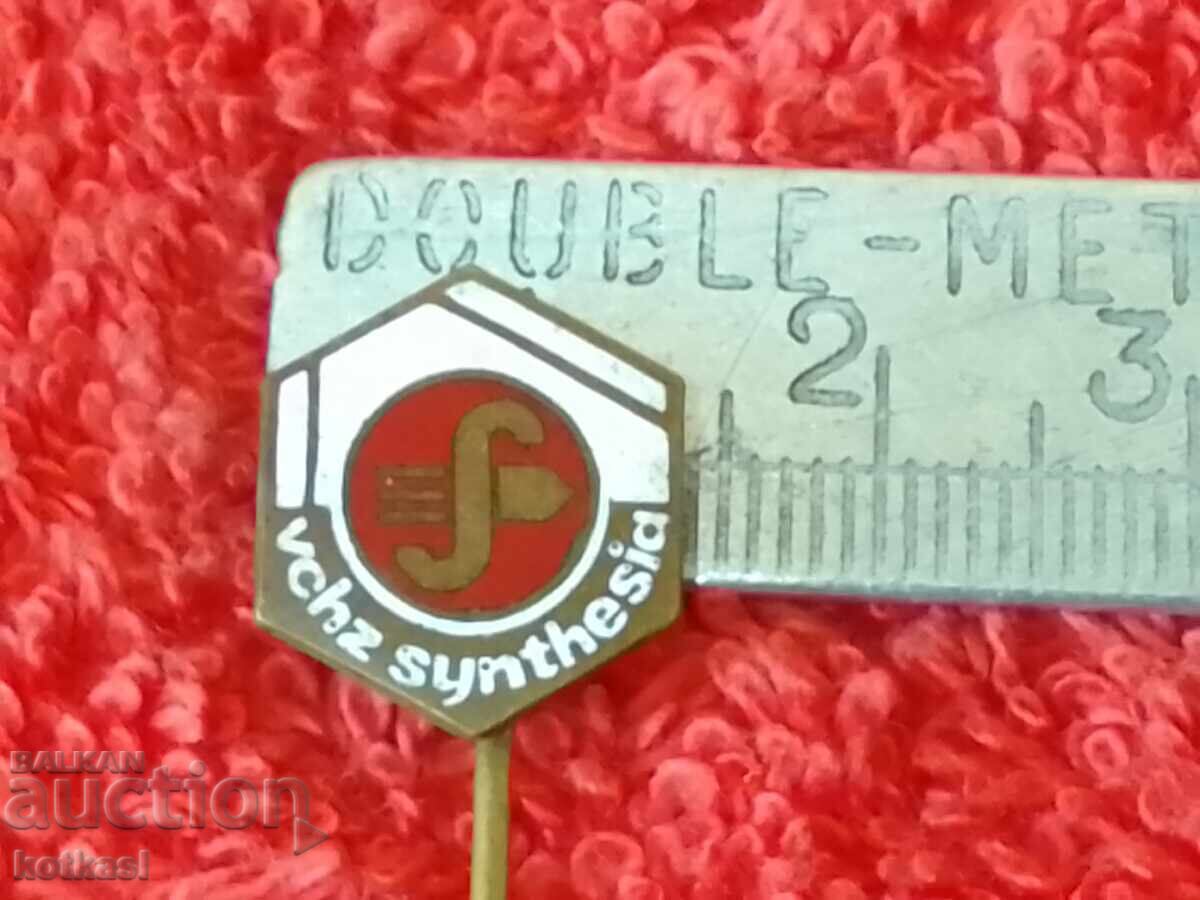 DOUBLE-MET
2 3
vchz synthesia
BALKAN
auction
kotkasl